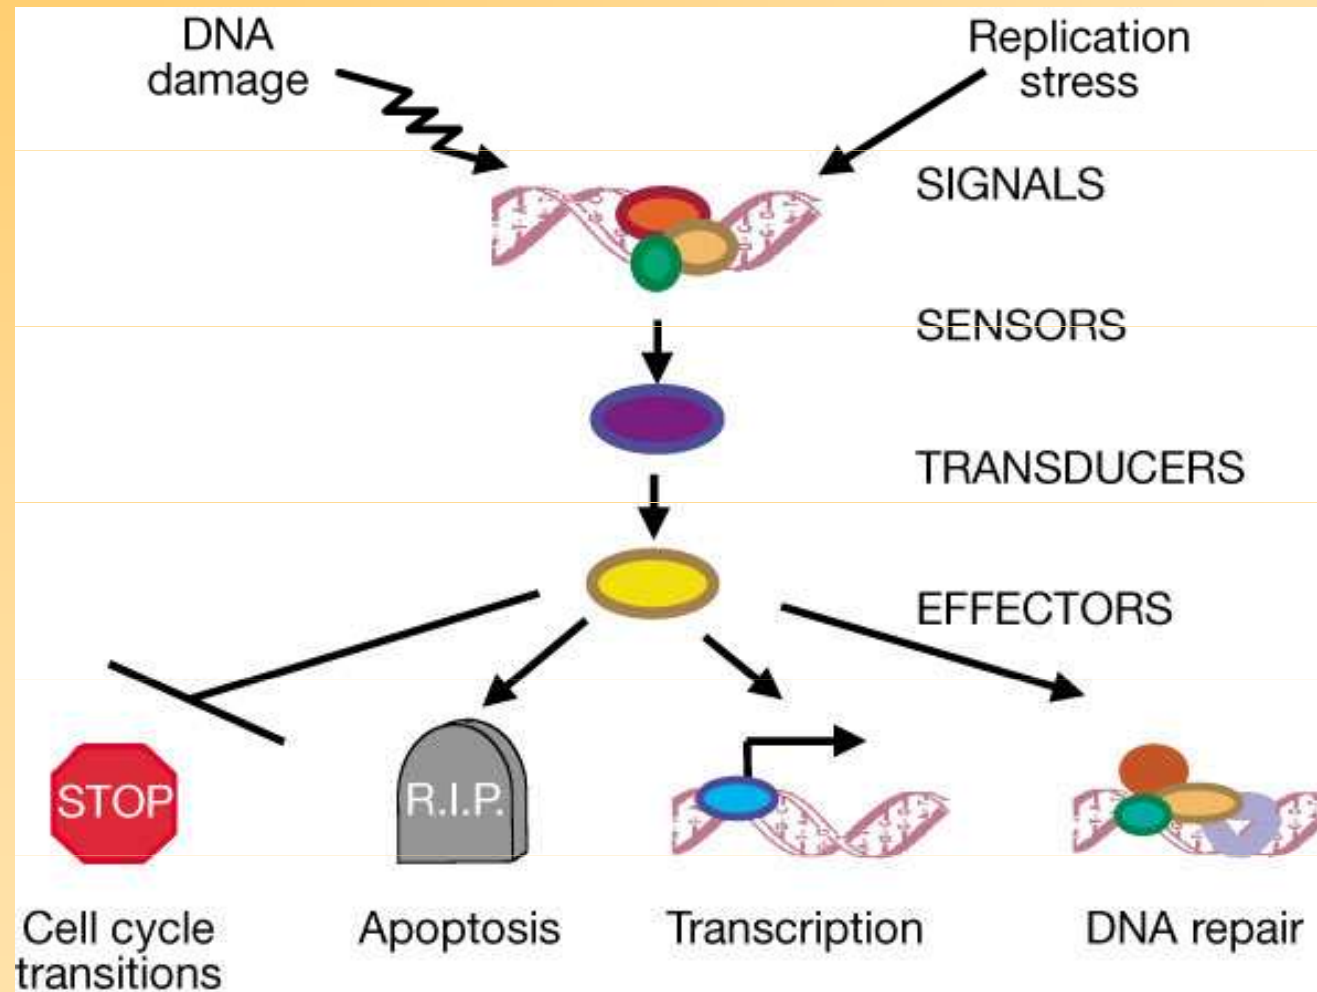 DNA
damage
Replication
stress
SIGNALS
SENSORS
TRANSDUCERS
EFFECTORS
STOP
R.I.P.
Cell cycle
transitions
Apoptosis
Transcription
DNA repair